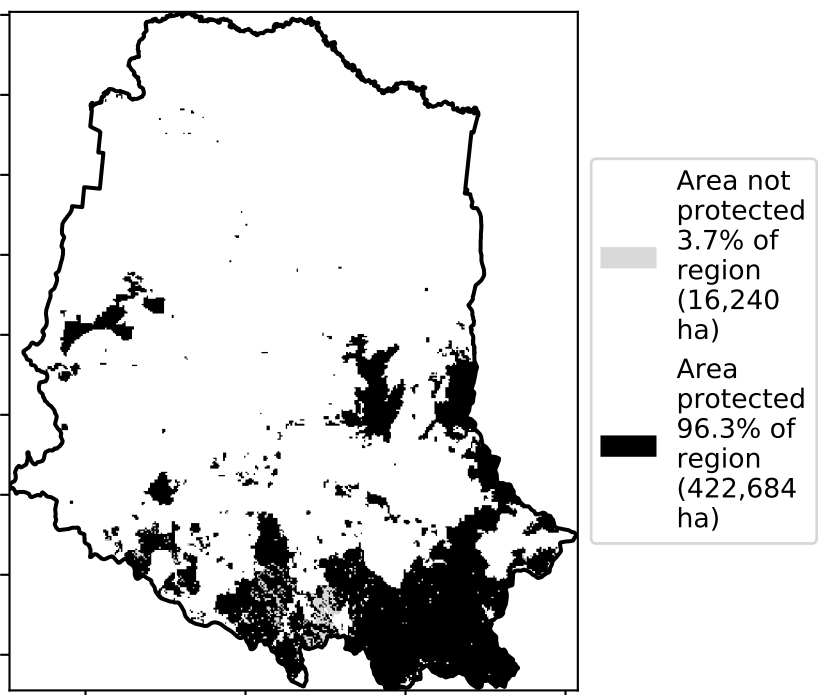 Area not
protected
3.7% of
region
(16,240
ha)
Area
protected
96.3% of
region
(422,684
ha)